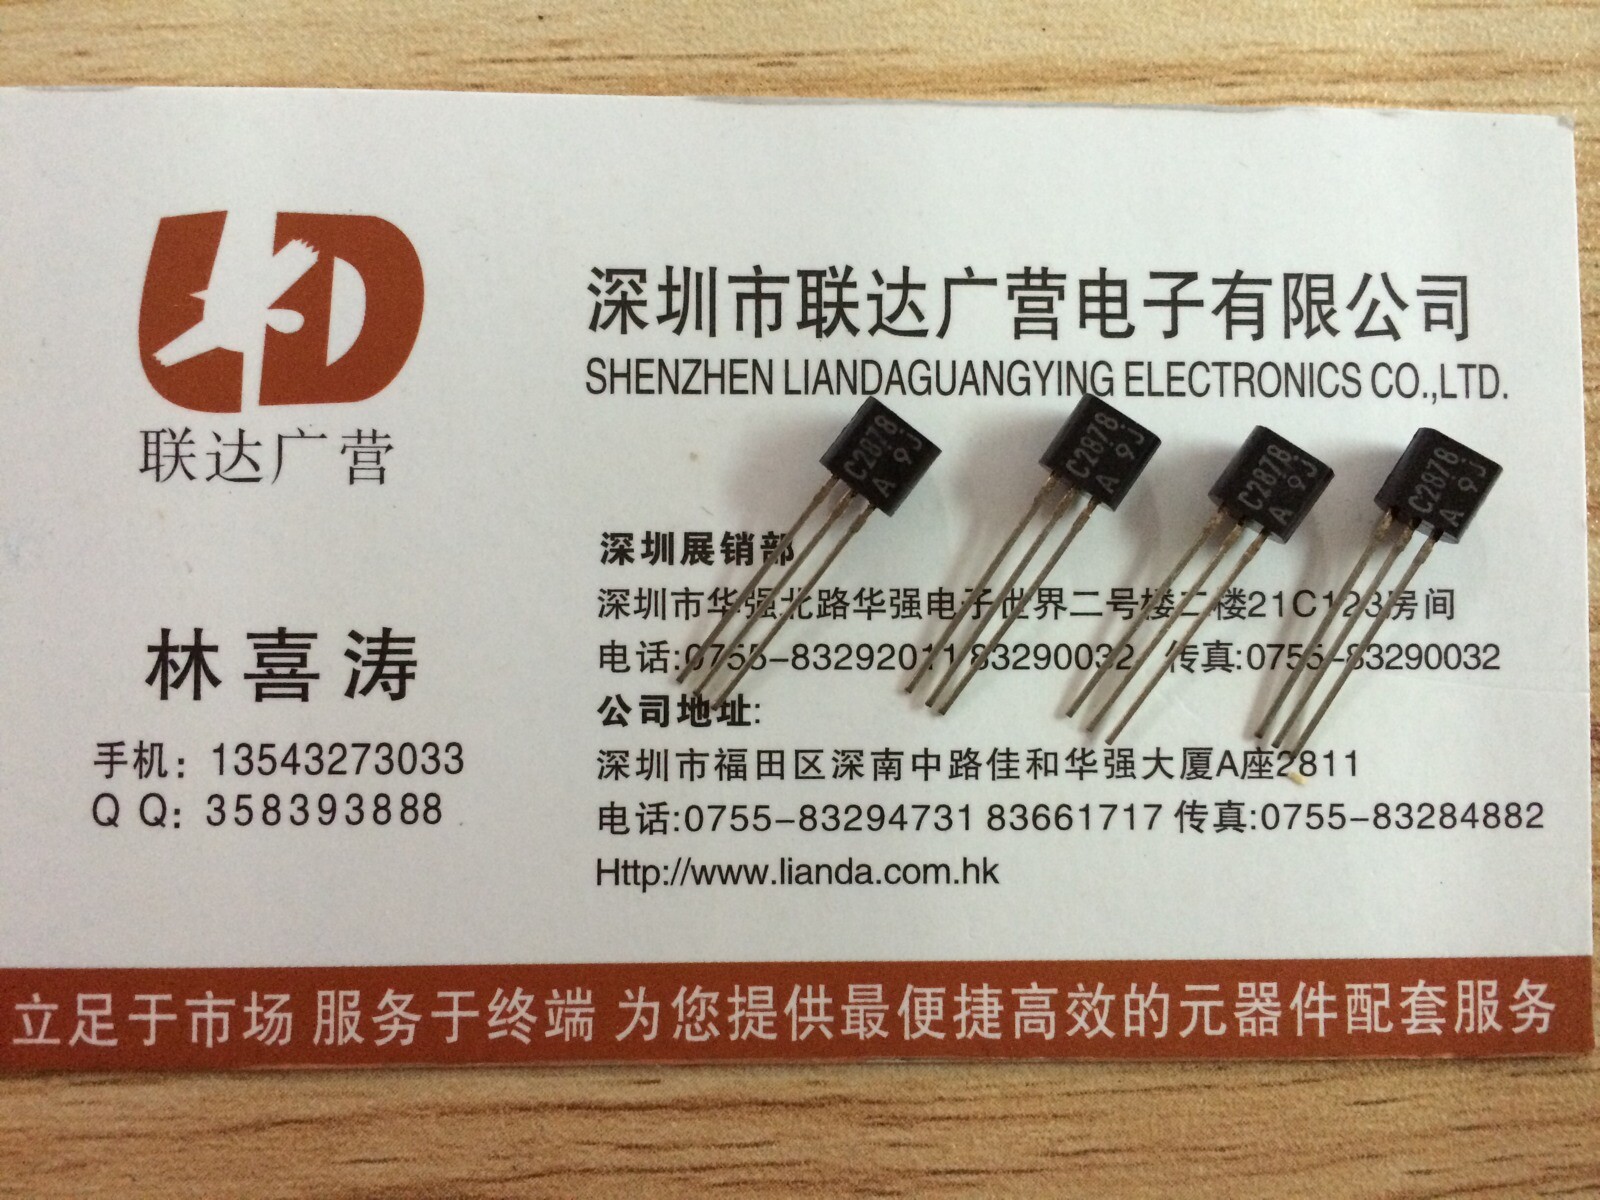 深圳市联达广营电子有限公司
SHENZHEN LIANDAGUANGYING ELECTRONICS CO.,LTD.
联达广营
林喜涛
手机：13543273033
Q Q：358393888
深圳展销部
深圳市华强北路华强电子世界二号楼二楼21C123房间
电话:0755-83292011 83290032 传真:0755-83290032
公司地址:
深圳市福田区深南中路佳和华强大厦A座2811
电话:0755-83294731 83661717 传真:0755-83284882
Http://www.lianda.com.hk
立足于市场 服务于终端 为您提供最便捷高效的元器件配套服务
C2878
A 9J
C2878
A 9J
C2878
A 9J
C2878
A 9J